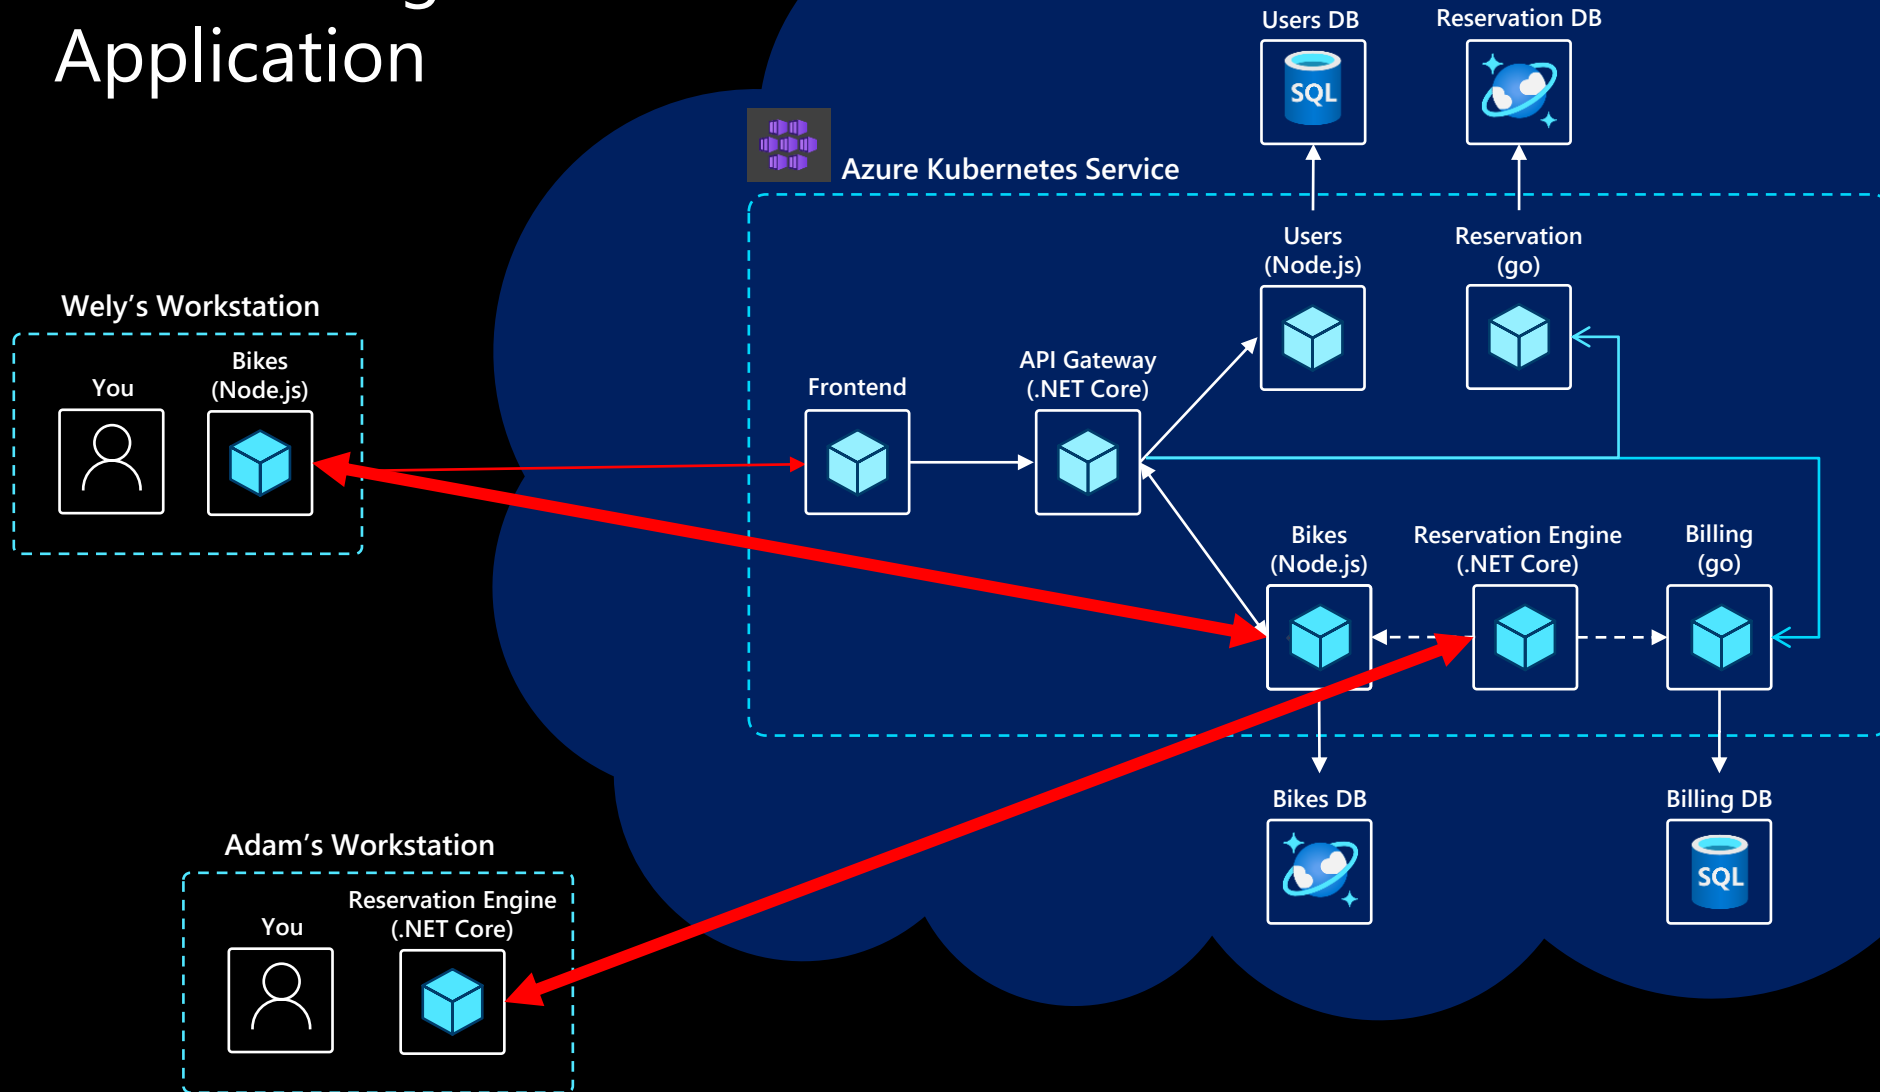 Application
Users DB
Reservation DB
SQL
Azure Kubernetes Service
Users
(Node.js)
Reservation
(go)
Wely’s Workstation
You
Bikes
(Node.js)
Frontend
API Gateway
(.NET Core)
Bikes
(Node.js)
Reservation Engine
(.NET Core)
Billing
(go)
Bikes DB
Billing DB
SQL
Adam’s Workstation
You
Reservation Engine
(.NET Core)